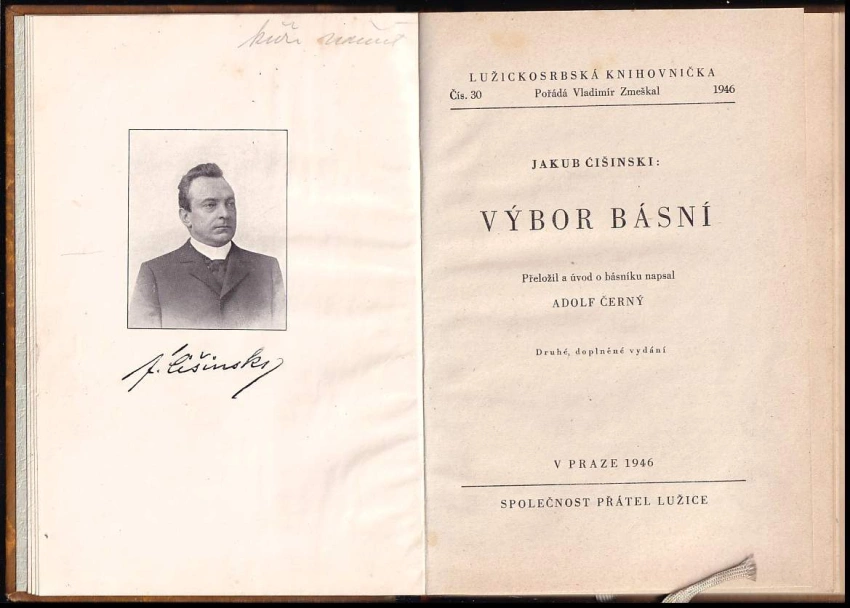 J. Čišinski
LUŽICKOSRBSKÁ KNIHOVNIČKA
Čís. 30 Pořádá Vladimír Zmeškal 1946
JAKUB ĆIŠINSKI:
VÝBOR BÁSNÍ
Přeložil a úvod o básníku napsal
ADOLF ČERNÝ
Druhé, doplněné vydání
V PRAZE 1946
SPOLEČNOST PŘÁTEL LUŽICE